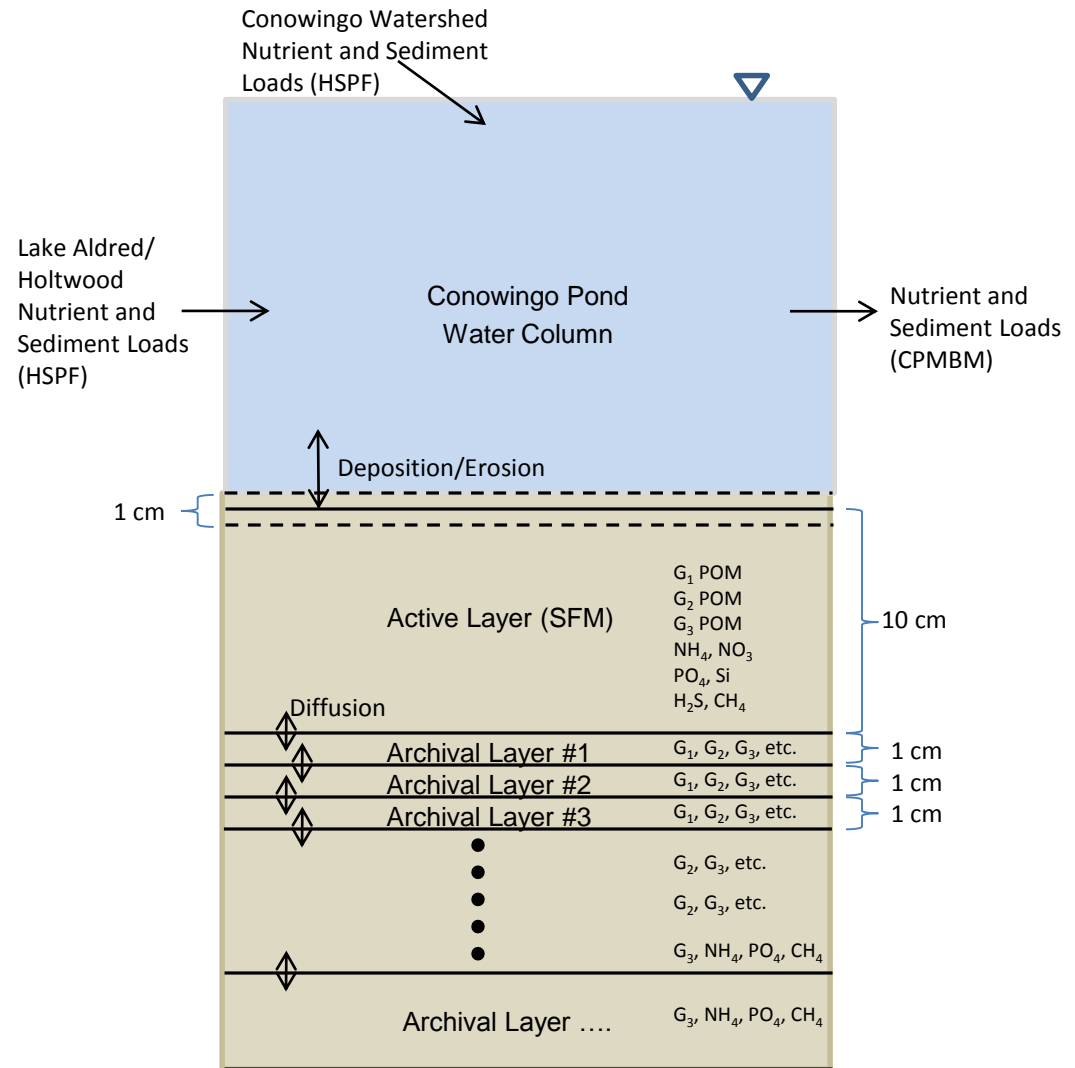 Conowingo Watershed
Nutrient and Sediment
Loads (HSPF)
Lake Aldred/
Holtwood
Nutrient and
Sediment Loads
(HSPF)
Conowingo Pond
Water Column
Nutrient and
Sediment Loads
(CPMBM)
Deposition/Erosion
1 cm
Active Layer (SFM)
G₁ POM
G₂ POM
G₃ POM
NH₄, NO₃
PO₄, Si
H₂S, CH₄
10 cm
Diffusion
Archival Layer #1
G₁, G₂, G₃, etc.
1 cm
Archival Layer #2
G₁, G₂, G₃, etc.
1 cm
Archival Layer #3
G₁, G₂, G₃, etc.
1 cm
G₂, G₃, etc.
G₂, G₃, etc.
G₃, NH₄, PO₄, CH₄
Archival Layer ….
G₃, NH₄, PO₄, CH₄